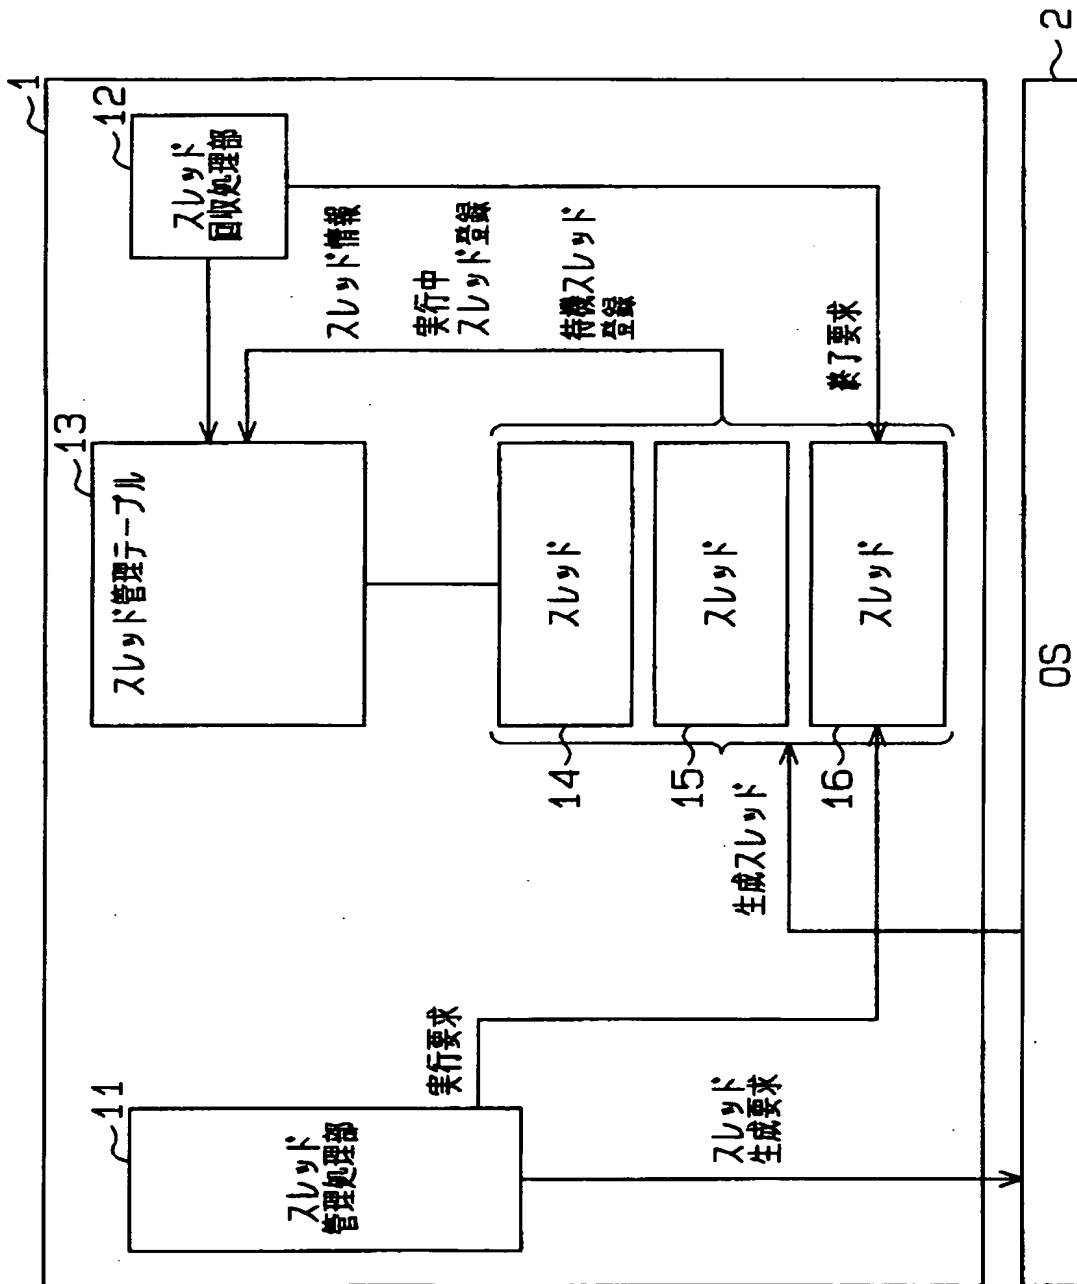 1
11
スレッド
管理処理部
実行要求
スレッド
生成要求
生成スレッド
13
スレッド管理テーブル
12
スレッド
回収処理部
スレッド情報
実行中
スレッド登録
待機スレッド
登録
終了要求
14
スレッド
15
スレッド
16
スレッド
OS
2